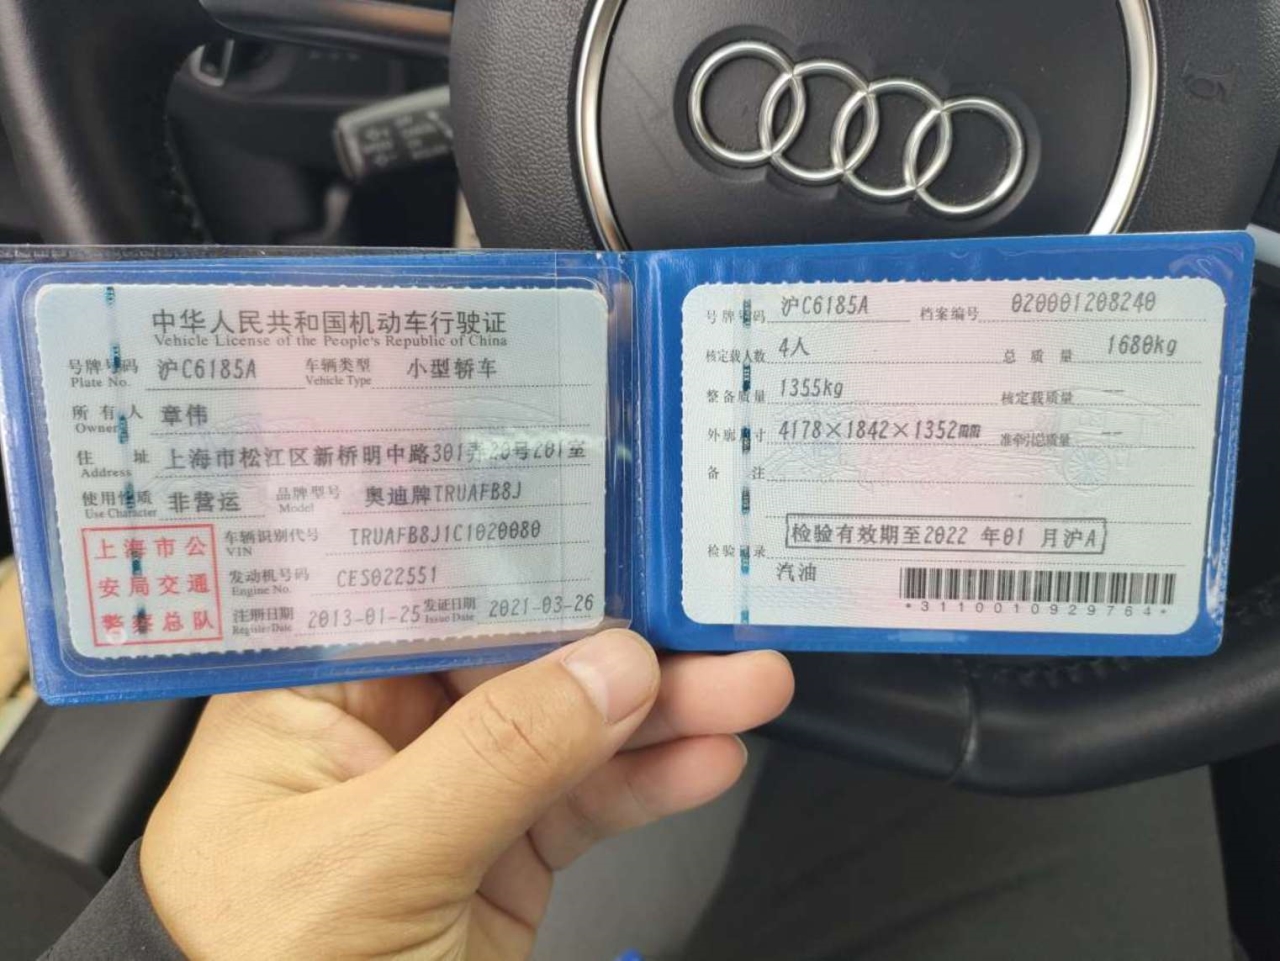 中华人民共和国机动车行驶证
Vehicle License of the People's Republic of China
号牌号码 沪C6185A 车辆类型 小型轿车
Plate No. Vehicle Type
所有人 章伟
Owner
住址 上海市松江区新桥明中路301弄20号201室
Address
使用性质 非营运 品牌型号 奥迪牌TRUAFB8J
Use Character Model
车辆识别代号 TRUAFB8J1C1020080
VIN
发动机号码 CES022551
Engine No.
注册日期 2013-01-25 发证日期 2021-03-26
Register Date Issue Date
上海市公
安局交通
警察总队
号牌号码 沪C6185A 档案编号 020001208240
核定载人数 4人 总质量 1680kg
整备质量 1355kg 核定载质量 --
外廓尺寸 4178×1842×1352mm 准牵引总质量 --
备注
检验有效期至2022 年01 月沪A
检验记录
汽油
*3110010929764*